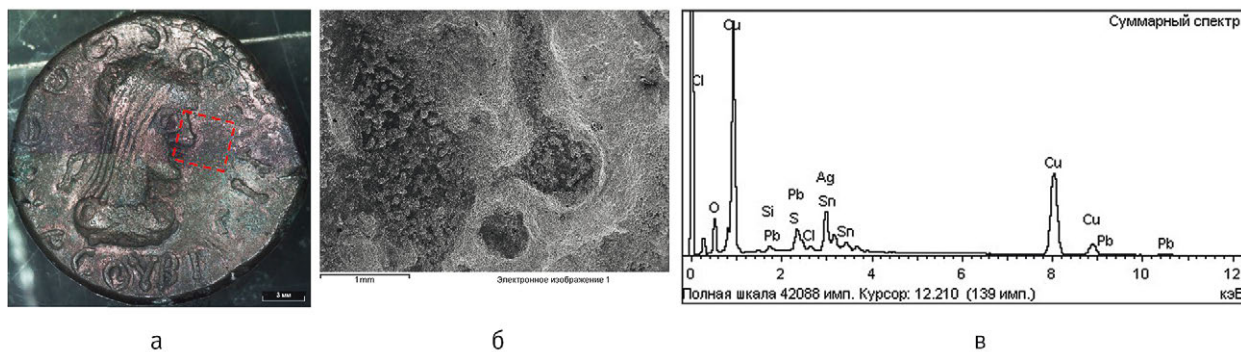 Суммарный спектр
Cl
Cu
O
Si
Pb
Pb
S
Cl
Ag
Sn
Sn
Cu
Cu
Pb
Pb
0 2 4 6 8 10 12
Полная шкала 42088 имп. Курсор: 12.210 (139 имп.)
кэВ
3 мм
1mm
Электронное изображение 1
а
б
в